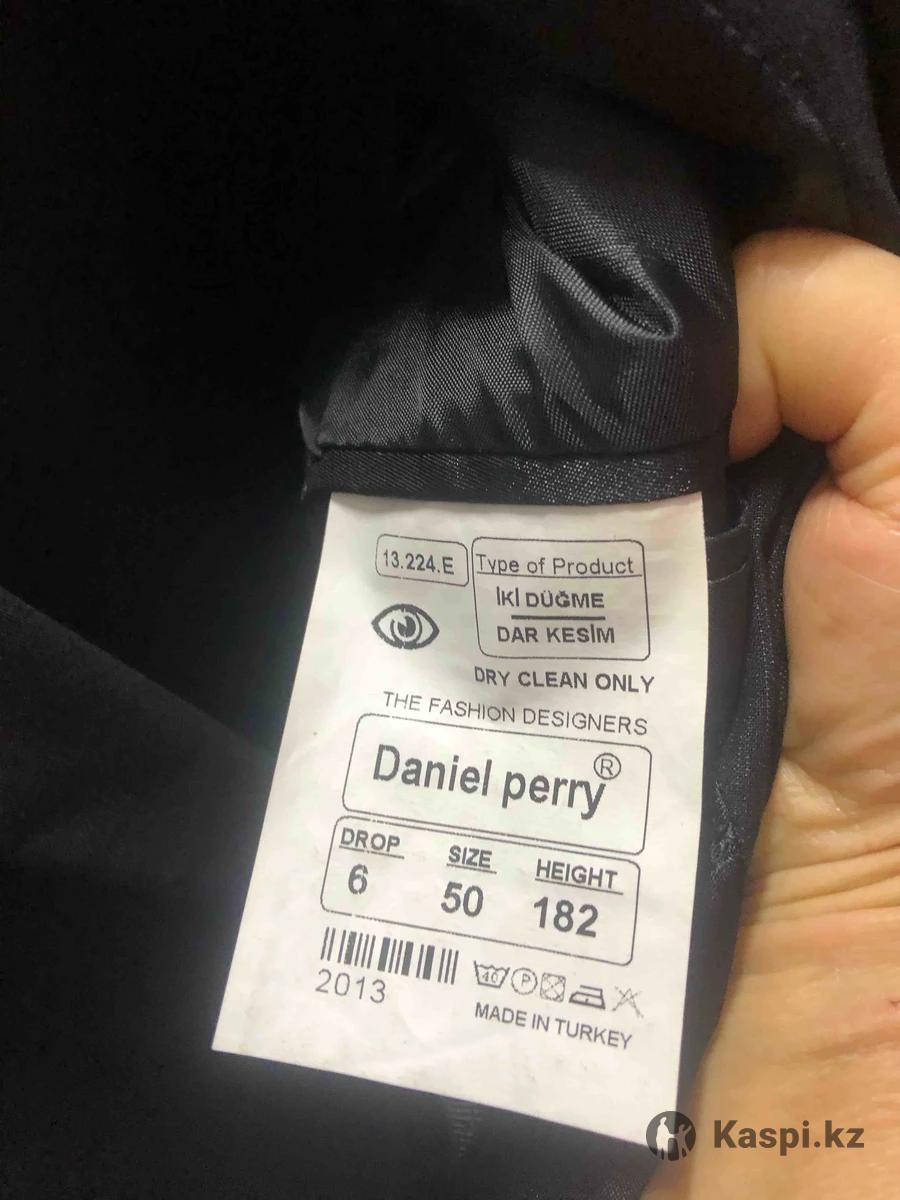 13.224.E
Type of Product
İKİ DÜĞME
DAR KESİM
DRY CLEAN ONLY
THE FASHION DESIGNERS
Daniel perry®
DROP SIZE HEIGHT
6 50 182
2013
40 P
MADE IN TURKEY
Kaspi.kz